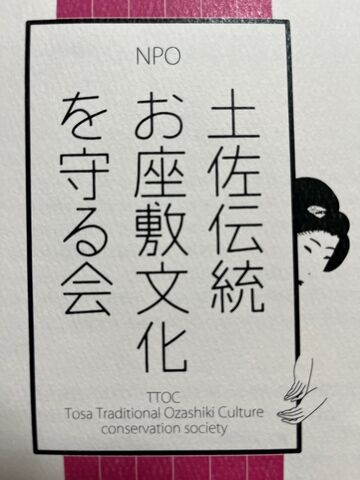 NPO
土佐伝統
お座敷文化
を守る会
TTOC
Tosa Traditional Ozashiki Culture
conservation society